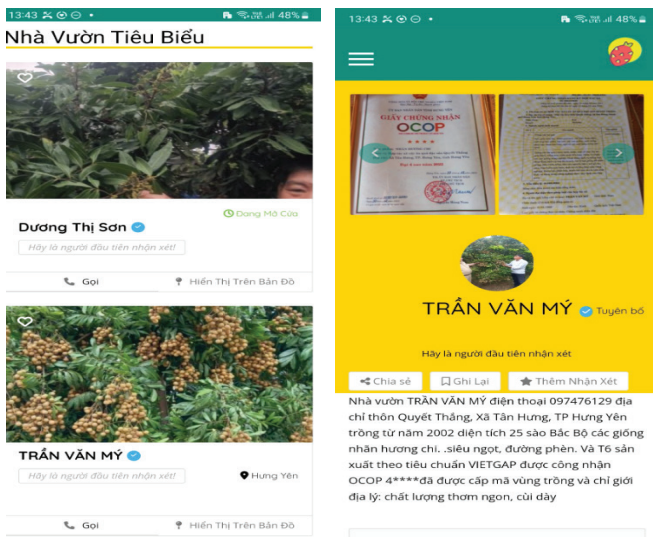 13:43
48%
Nhà Vườn Tiêu Biểu
Đang Mở Cửa
Dương Thị Sơn
Hãy là người đầu tiên nhận xét!
Gọi
Hiển Thị Trên Bản Đồ
TRẦN VĂN MÝ
Hãy là người đầu tiên nhận xét!
Hưng Yên
Gọi
Hiển Thị Trên Bản Đồ
13:43
48%
GIẤY CHỨNG NHẬN
OCOP
TRẦN VĂN MÝ
Tuyên bố
Hãy là người đầu tiên nhận xét
Chia sẻ
Ghi Lại
Thêm Nhận Xét
Nhà vườn TRẦN VĂN MÝ điện thoại 097476129 địa
chỉ thôn Quyết Thắng, Xã Tân Hưng, TP Hưng Yên
trồng từ năm 2002 diện tích 25 sào Bắc Bộ các giống
nhãn hương chi. .siêu ngọt, đường phèn. Và T6 sản
xuất theo tiêu chuẩn VIETGAP được công nhận
OCOP 4****đã được cấp mã vùng trồng và chỉ giới
địa lý: chất lượng thơm ngon, cùi dày